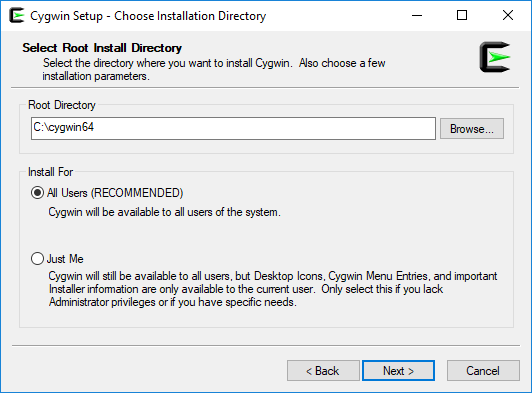 Cygwin Setup - Choose Installation Directory
Select Root Install Directory
Select the directory where you want to install Cygwin.  Also choose a few
installation parameters.
Root Directory
C:\cygwin64
Browse...
Install For
All Users (RECOMMENDED)
Cygwin will be available to all users of the system.
Just Me
Cygwin will still be available to all users, but Desktop Icons, Cygwin Menu Entries, and important
Installer information are only available to the current user.  Only select this if you lack
Administrator privileges or if you have specific needs.
< Back
Next >
Cancel